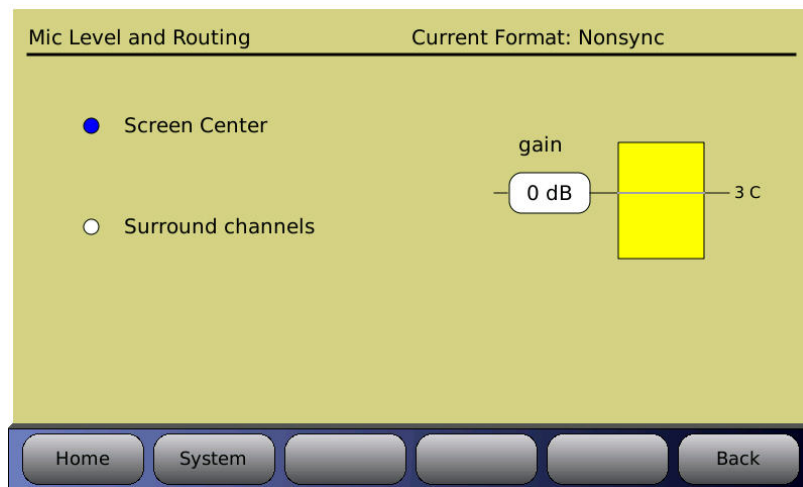 Mic Level and Routing Current Format: Nonsync
Screen Center
gain
0 dB
3 C
Surround channels
Home System Back